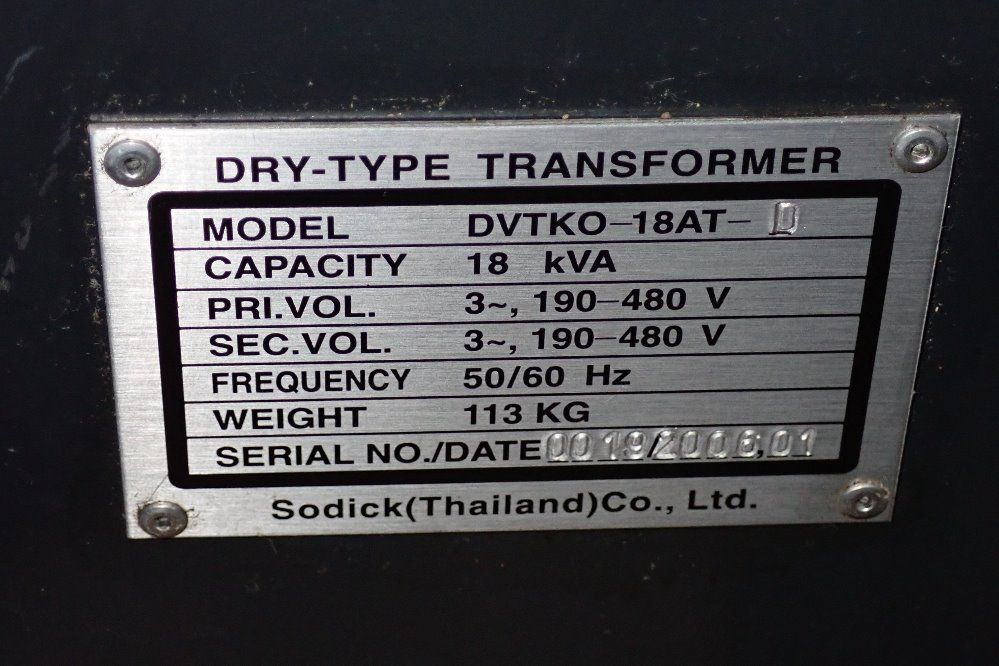 DRY-TYPE TRANSFORMER
MODEL DVTKO-18AT-D
CAPACITY 18 kVA
PRI.VOL. 3~, 190-480 V
SEC.VOL. 3~, 190-480 V
FREQUENCY 50/60 Hz
WEIGHT 113 KG
SERIAL NO./DATE 0019/2006,01
Sodick(Thailand)Co., Ltd.